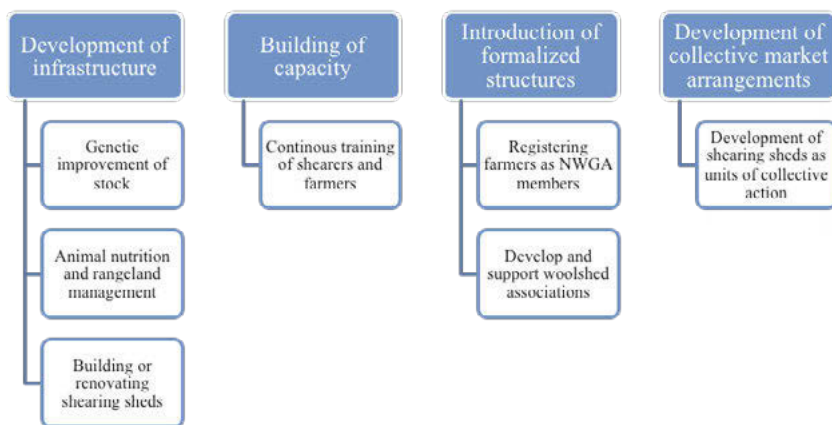 Development of
infrastructure
Genetic
improvement of
stock
Animal nutrition
and rangeland
management
Building or
renovating
shearing sheds
Building of
capacity
Continous training
of shearers and
farmers
Introduction of
formalized
structures
Registering
farmers as NWGA
members
Develop and
support woolshed
associations
Development of
collective market
arrangements
Development of
shearing sheds as
units of collective
action